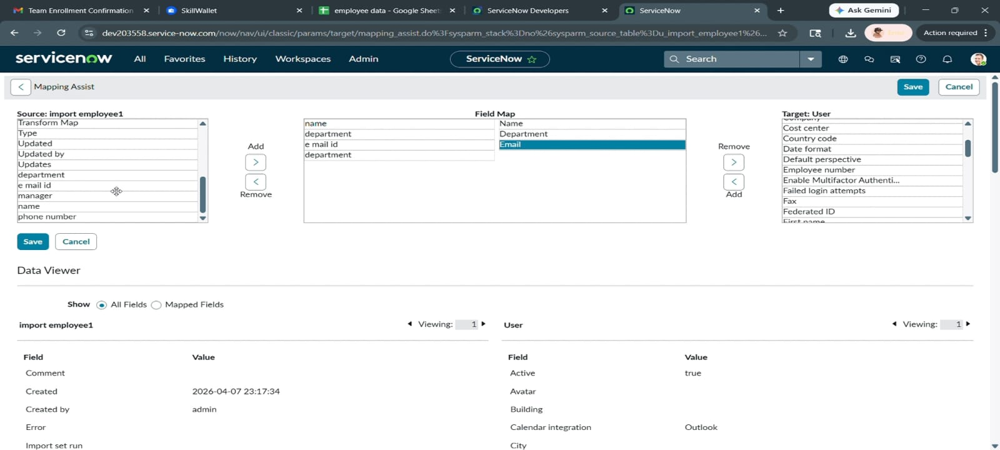 Team Enrollment Confirmation
SkillWallet
employee data - Google Sheet
ServiceNow Developers
ServiceNow
Ask Gemini
dev203558.service-now.com/now/nav/ui/classic/params/target/mapping_assist.do%3Fsysparm_stack%3Dno%26sysparm_source_table%3Du_import_employee1%26...
Action required
servicenow
All
Favorites
History
Workspaces
Admin
ServiceNow
Search
Mapping Assist
Save
Cancel
Source: import employee1
Field Map
Target: User
Transform Map
Type
Updated
Updated by
Updates
department
e mail id
manager
name
phone number
Add
Remove
name
department
e mail id
department
Name
Department
Email
Remove
Add
Company
Cost center
Country code
Date format
Default perspective
Employee number
Enable Multifactor Authenti...
Failed login attempts
Fax
Federated ID
First name
Save
Cancel
Data Viewer
Show
All Fields
Mapped Fields
import employee1
Viewing: 1
User
Viewing: 1
Field Value
Comment
Created 2026-04-07 23:17:34
Created by admin
Error
Import set run
Field Value
Active true
Avatar
Building
Calendar integration Outlook
City